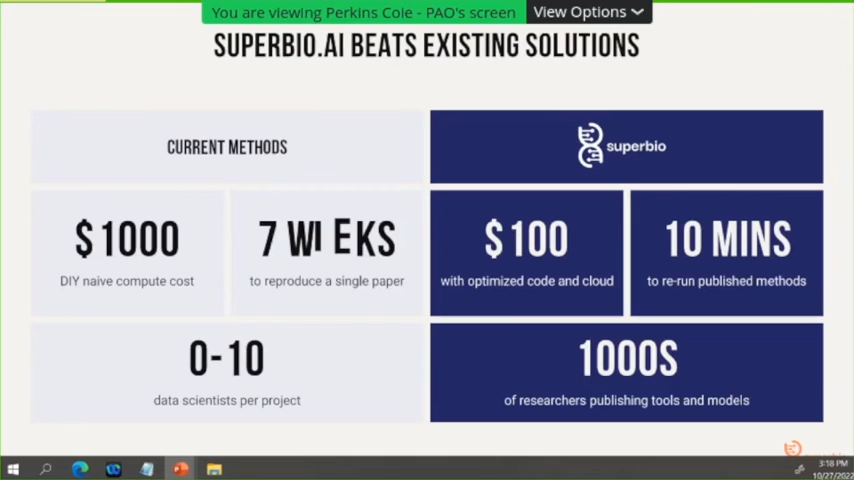 You are viewing Perkins Coie - PAO's screen View Options
SUPERBIO.AI BEATS EXISTING SOLUTIONS
CURRENT METHODS
superbio
$1000
DIY naive compute cost
7 WEEKS
to reproduce a single paper
$100
with optimized code and cloud
10 MINS
to re-run published methods
0-10
data scientists per project
1000S
of researchers publishing tools and models
3:18 PM
10/27/2022